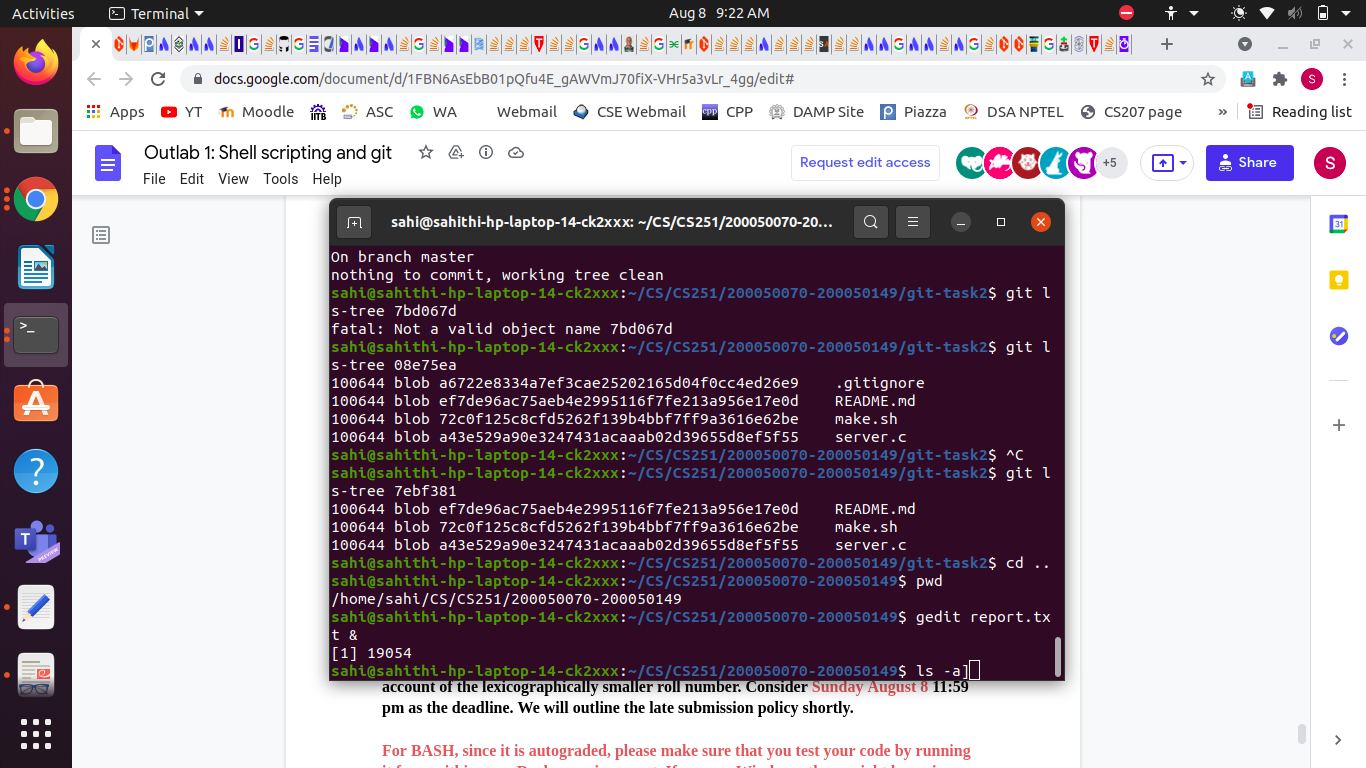 Activities Terminal Aug 8 9:22 AM
docs.google.com/document/d/1FBN6AsEbB01pQfu4E_gAWVmJ70fiX-VHr5a3vLr_4gg/edit#
S
Apps YT Moodle ASC WA Webmail CSE Webmail CPP DAMP Site Piazza DSA NPTEL CS207 page » Reading list
Outlab 1: Shell scripting and git
File Edit View Tools Help
Request edit access
+5
Share
S
sahi@sahithi-hp-laptop-14-ck2xxx: ~/CS/CS251/200050070-20...
On branch master
nothing to commit, working tree clean
sahi@sahithi-hp-laptop-14-ck2xxx:~/CS/CS251/200050070-200050149/git-task2$ git l
s-tree 7bd067d
fatal: Not a valid object name 7bd067d
sahi@sahithi-hp-laptop-14-ck2xxx:~/CS/CS251/200050070-200050149/git-task2$ git l
s-tree 08e75ea
100644 blob a6722e8334a7ef3cae25202165d04f0cc4ed26e9 .gitignore
100644 blob ef7de96ac75aeb4e2995116f7fe213a956e17e0d README.md
100644 blob 72c0f125c8cfd5262f139b4bbf7ff9a3616e62be make.sh
100644 blob a43e529a90e3247431acaaab02d39655d8ef5f55 server.c
sahi@sahithi-hp-laptop-14-ck2xxx:~/CS/CS251/200050070-200050149/git-task2$ ^C
sahi@sahithi-hp-laptop-14-ck2xxx:~/CS/CS251/200050070-200050149/git-task2$ git l
s-tree 7ebf381
100644 blob ef7de96ac75aeb4e2995116f7fe213a956e17e0d README.md
100644 blob 72c0f125c8cfd5262f139b4bbf7ff9a3616e62be make.sh
100644 blob a43e529a90e3247431acaaab02d39655d8ef5f55 server.c
sahi@sahithi-hp-laptop-14-ck2xxx:~/CS/CS251/200050070-200050149/git-task2$ cd ..
sahi@sahithi-hp-laptop-14-ck2xxx:~/CS/CS251/200050070-200050149$ pwd
/home/sahi/CS/CS251/200050070-200050149
sahi@sahithi-hp-laptop-14-ck2xxx:~/CS/CS251/200050070-200050149$ gedit report.tx
t &
[1] 19054
sahi@sahithi-hp-laptop-14-ck2xxx:~/CS/CS251/200050070-200050149$ ls -a]
account of the lexicographically smaller roll number. Consider Sunday August 8 11:59
pm as the deadline. We will outline the late submission policy shortly.
For BASH, since it is autograded, please make sure that you test your code by running